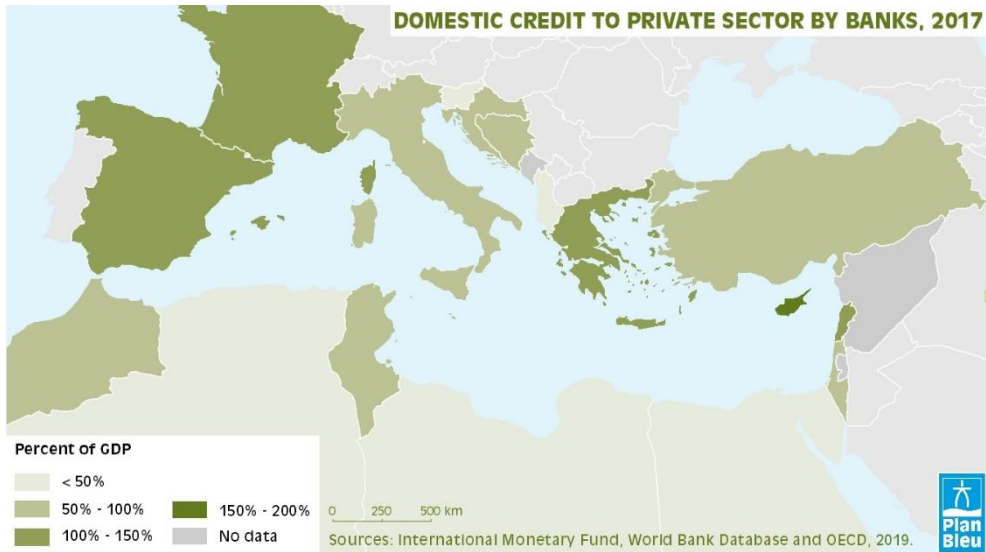 DOMESTIC CREDIT TO PRIVATE SECTOR BY BANKS, 2017
Percent of GDP
< 50%
50% - 100%
100% - 150%
150% - 200%
No data
0 250 500 km
Sources: International Monetary Fund, World Bank Database and OECD, 2019.
Plan
Bleu